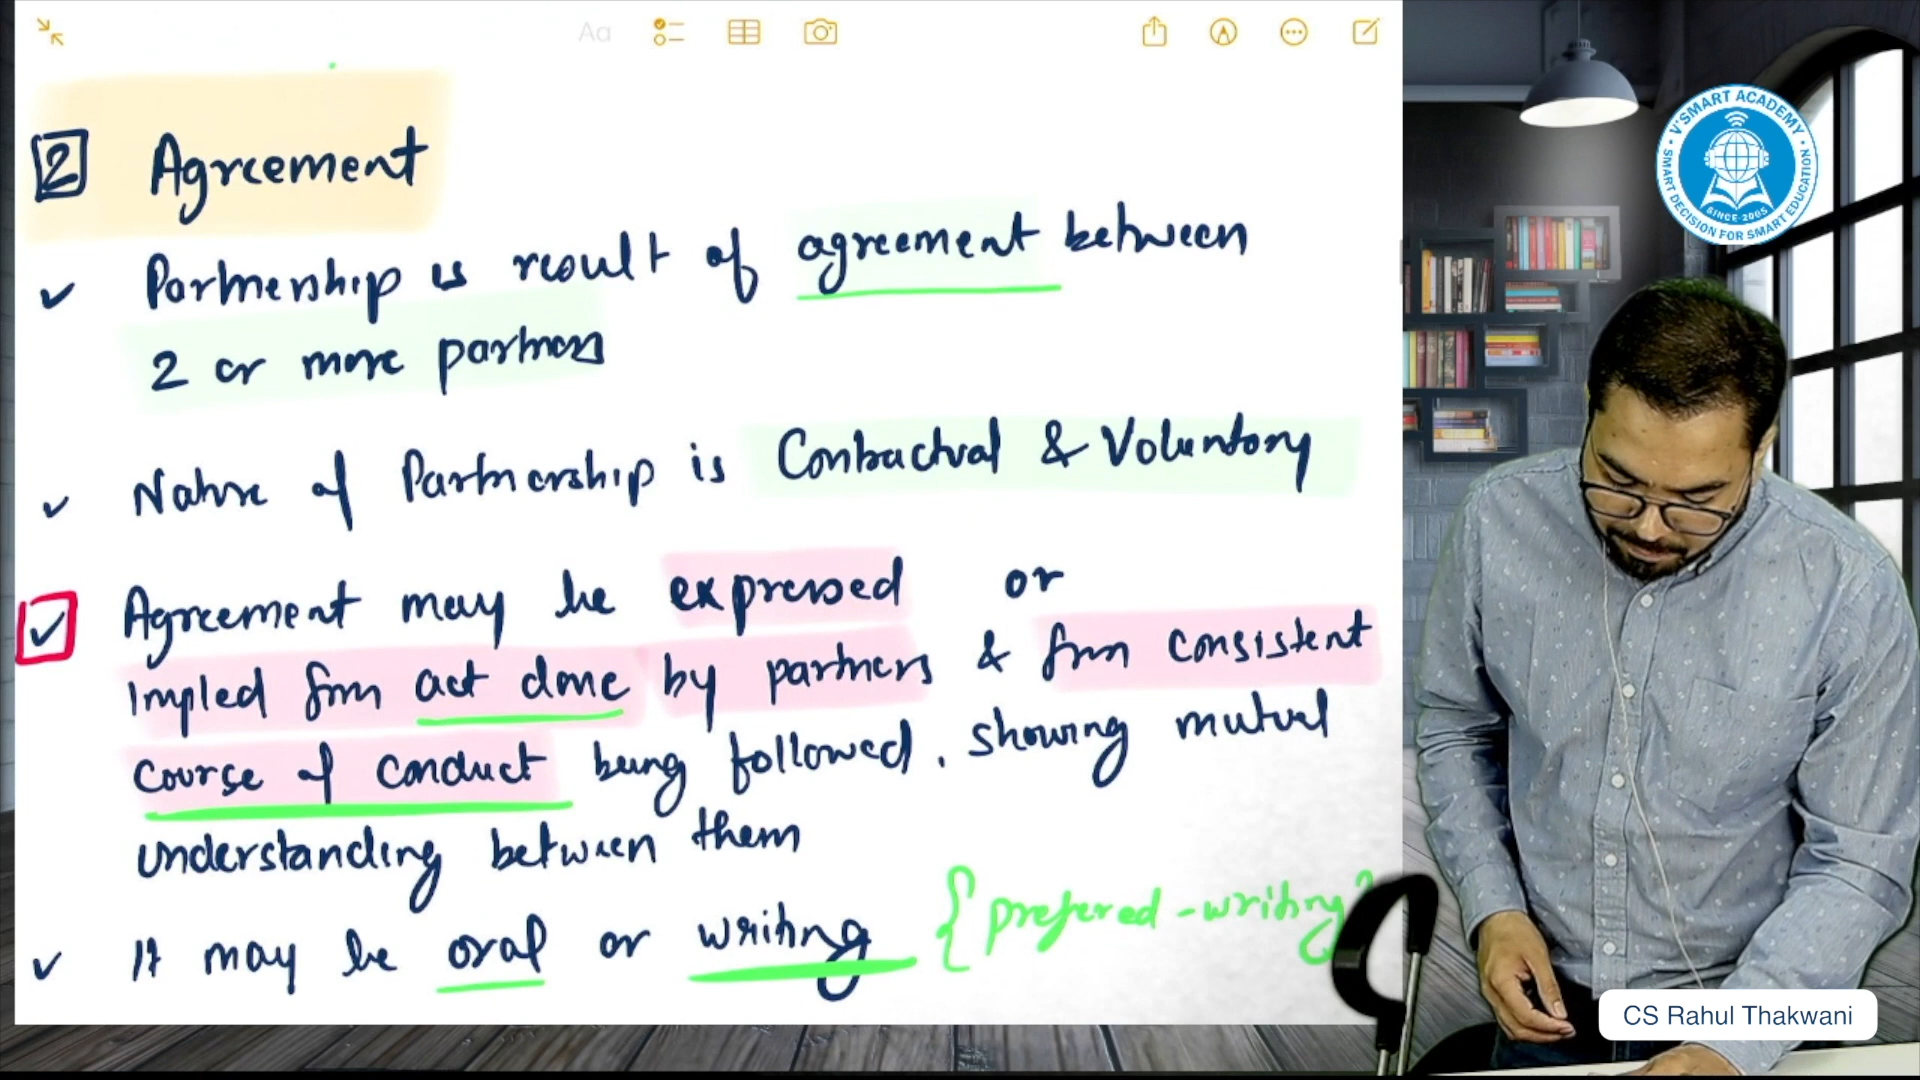 Aa
2 Agreement
✓ Partnership is result of agreement between
2 or more partners
✓ Nature of Partnership is Contractual & Voluntary
✓ Agreement may be expressed or
Impled from act done by partners & from consistent
course of conduct being followed, showing mutual
understanding between them
✓ It may be oral or writing {prefered - writing}
V'SMART ACADEMY
SINCE-2005
SMART DECISION FOR SMART EDUCATION
CS Rahul Thakwani